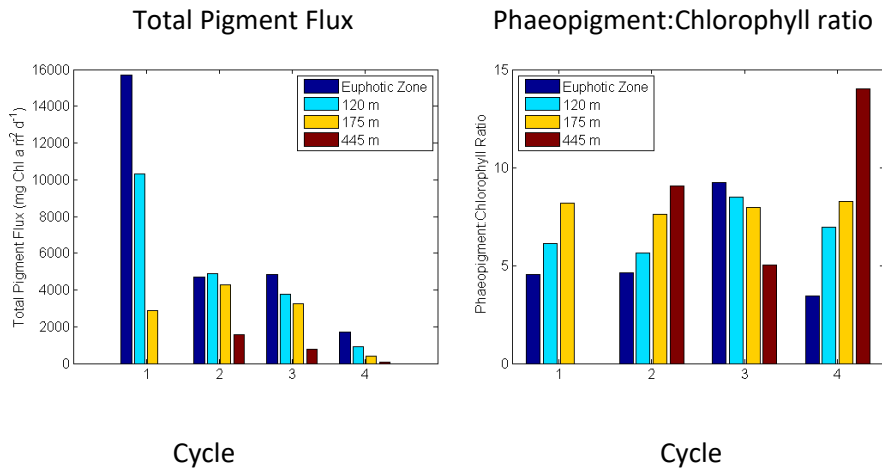 Total Pigment Flux
16000
14000
12000
10000
8000
6000
4000
2000
0
Total Pigment Flux (mg Chl a m⁻² d⁻¹)
Euphotic Zone
120 m
175 m
445 m
1 2 3 4
Cycle
Phaeopigment:Chlorophyll ratio
15
10
5
0
Phaeopigment:Chlorophyll Ratio
Euphotic Zone
120 m
175 m
445 m
1 2 3 4
Cycle